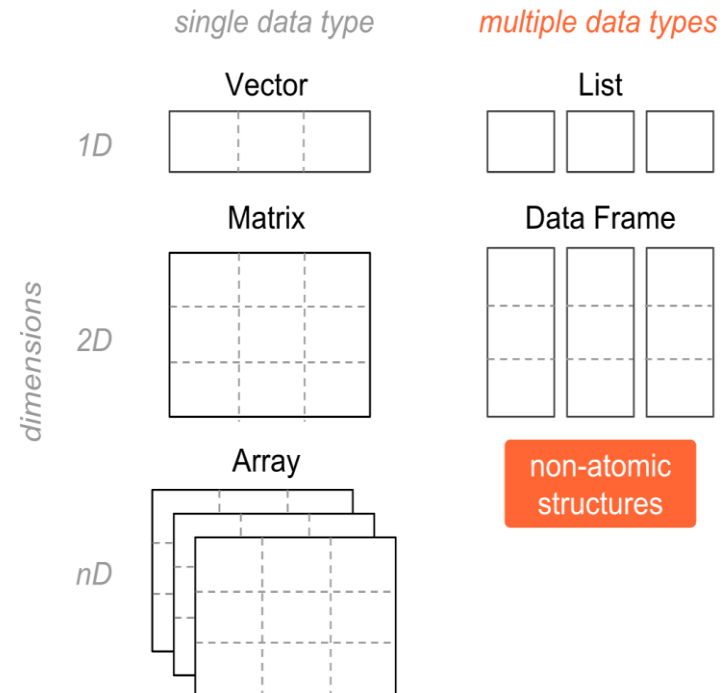 single data type
multiple data types
Vector
List
1D
Matrix
Data Frame
dimensions
2D
Array
non-atomic
structures
nD